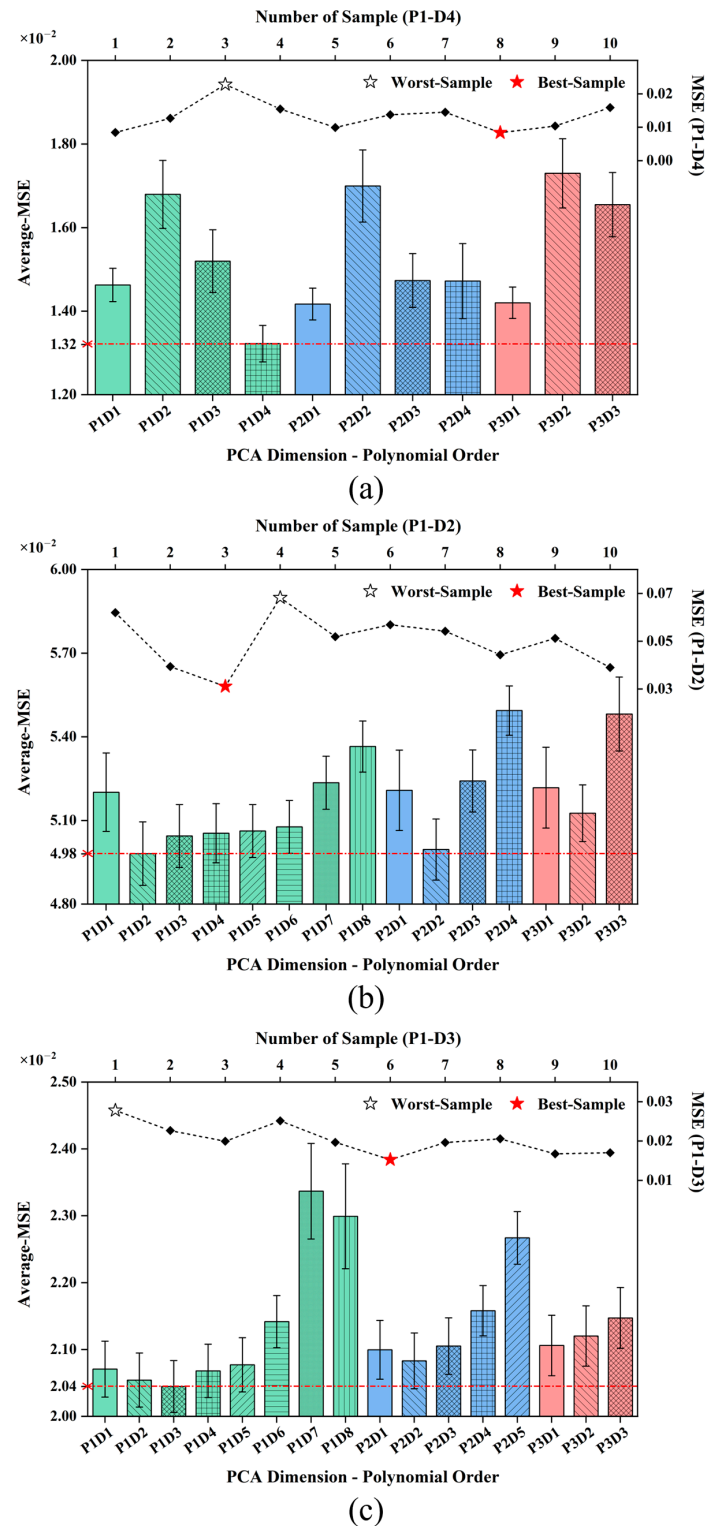 Number of Sample (P1-D4)
1 2 3 4 5 6 7 8 9 10
×10−2
Worst-Sample Best-Sample
2.00
1.80
1.60
1.40
1.32
1.20
Average-MSE
0.02
0.01
0.00
MSE (P1-D4)
P1D1 P1D2 P1D3 P1D4 P2D1 P2D2 P2D3 P2D4 P3D1 P3D2 P3D3
PCA Dimension - Polynomial Order
(a)
Number of Sample (P1-D2)
1 2 3 4 5 6 7 8 9 10
×10−2
Worst-Sample Best-Sample
6.00
5.70
5.40
5.10
4.98
4.80
Average-MSE
0.07
0.05
0.03
MSE (P1-D2)
P1D1 P1D2 P1D3 P1D4 P1D5 P1D6 P1D7 P1D8 P2D1 P2D2 P2D3 P2D4 P3D1 P3D2 P3D3
PCA Dimension - Polynomial Order
(b)
Number of Sample (P1-D3)
1 2 3 4 5 6 7 8 9 10
×10−2
Worst-Sample Best-Sample
2.50
2.40
2.30
2.20
2.10
2.04
2.00
Average-MSE
0.03
0.02
0.01
MSE (P1-D3)
P1D1 P1D2 P1D3 P1D4 P1D5 P1D6 P1D7 P1D8 P2D1 P2D2 P2D3 P2D4 P2D5 P3D1 P3D2 P3D3
PCA Dimension - Polynomial Order
(c)